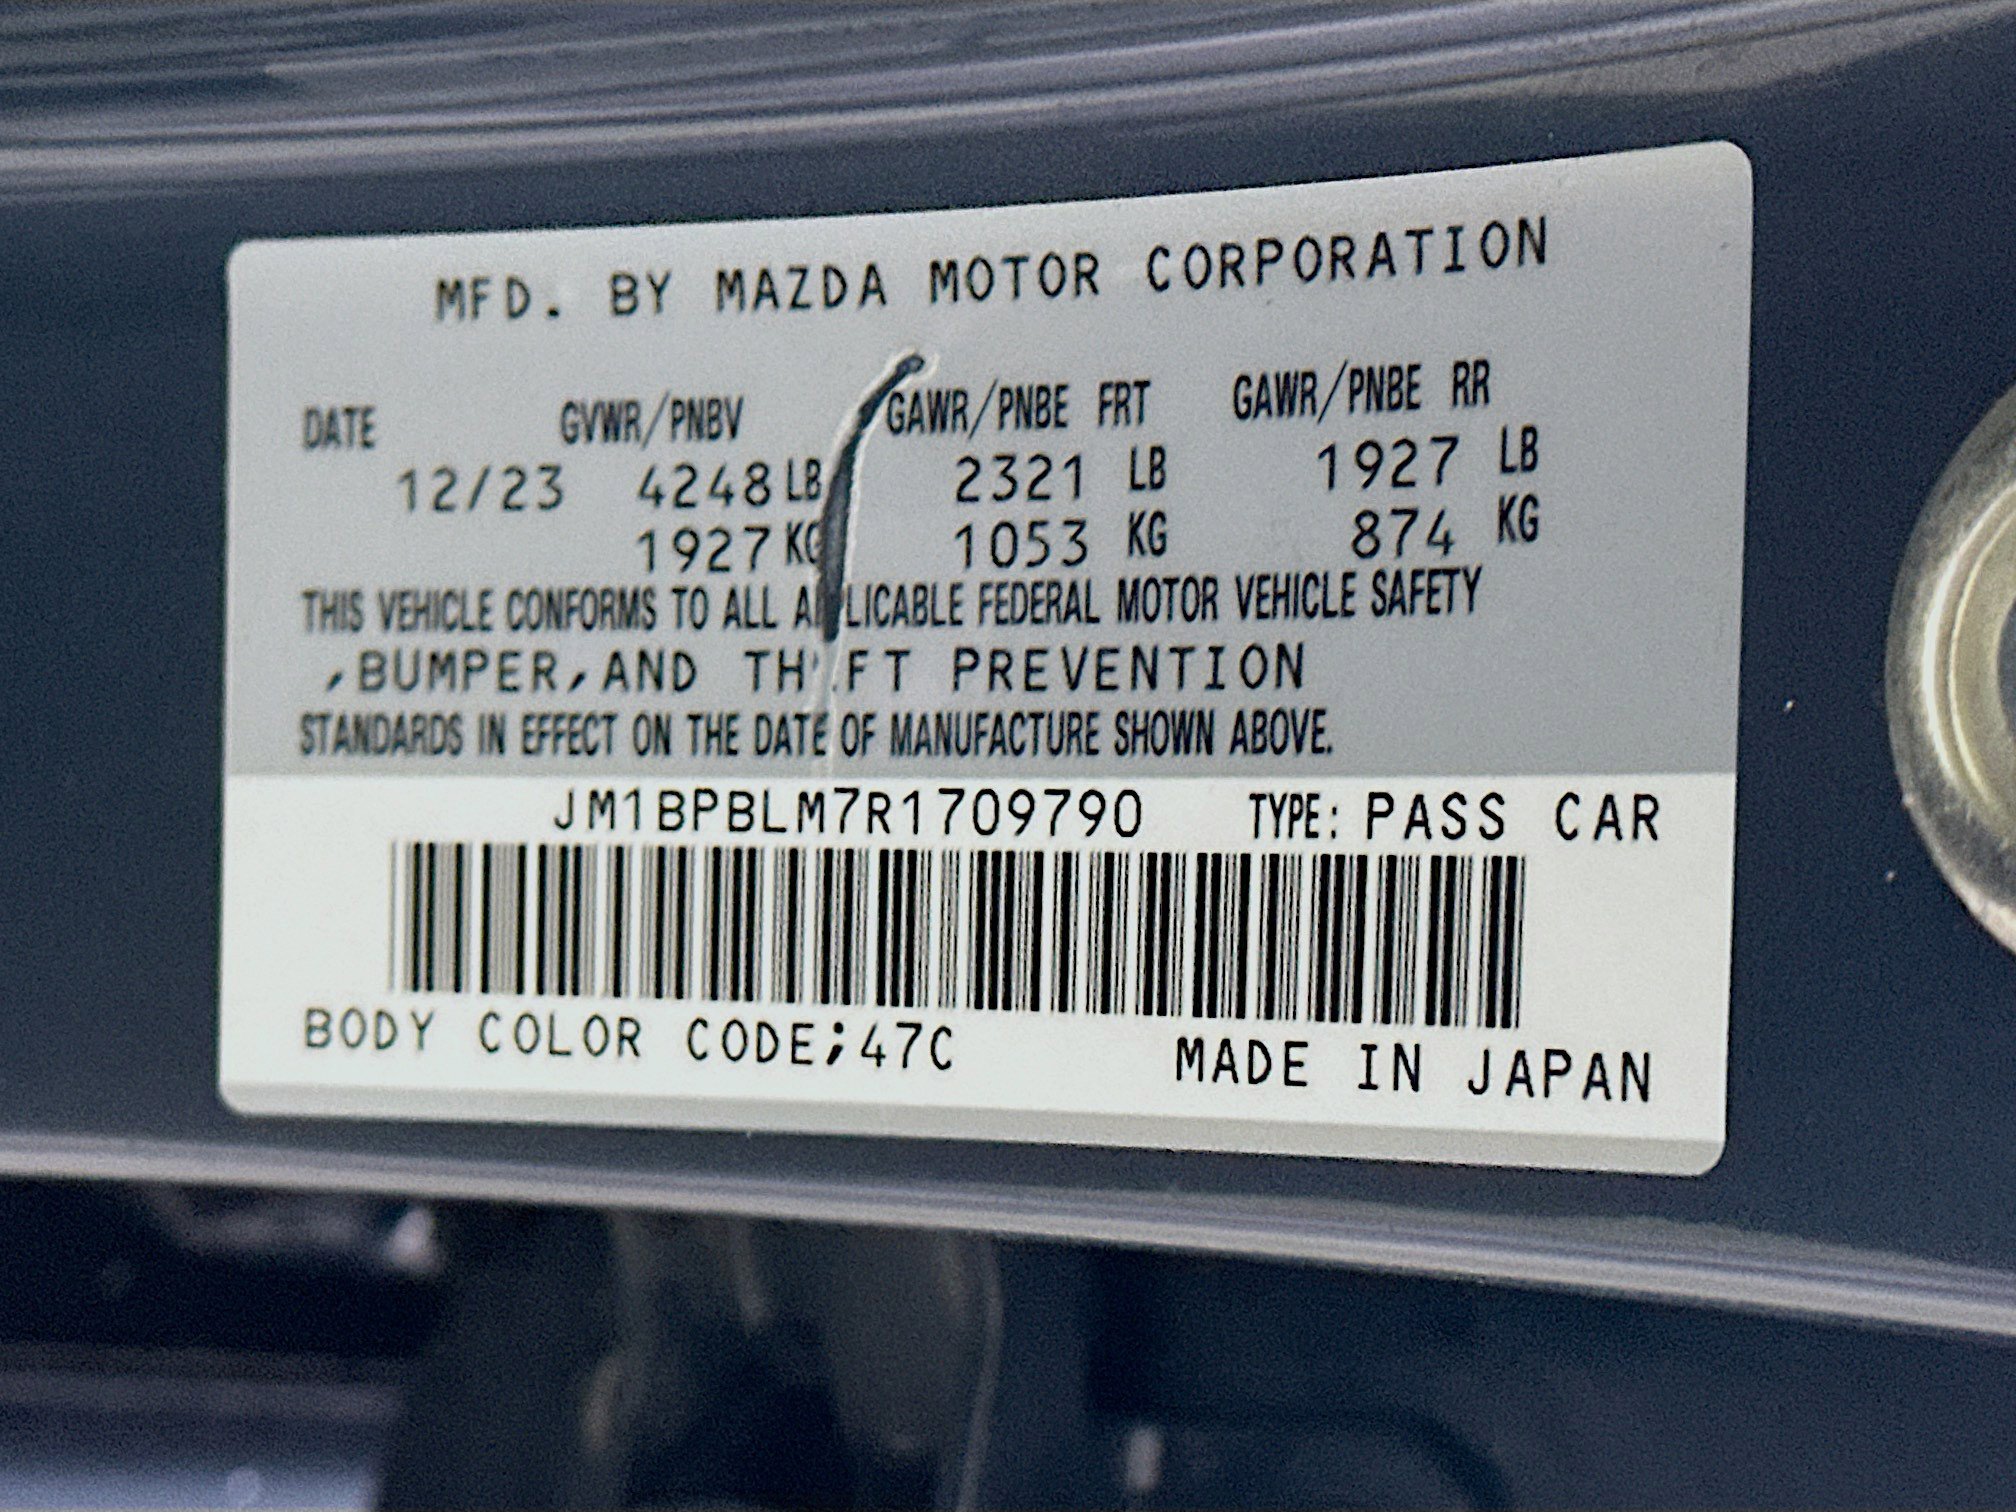 MFD. BY MAZDA MOTOR CORPORATION
DATE GVWR/PNBV GAWR/PNBE FRT GAWR/PNBE RR
12/23 4248 LB 2321 LB 1927 LB
1927 KG 1053 KG 874 KG
THIS VEHICLE CONFORMS TO ALL APPLICABLE FEDERAL MOTOR VEHICLE SAFETY
,BUMPER,AND THEFT PREVENTION
STANDARDS IN EFFECT ON THE DATE OF MANUFACTURE SHOWN ABOVE.
JM1BPBLM7R1709790 TYPE: PASS CAR
BODY COLOR CODE;47C MADE IN JAPAN